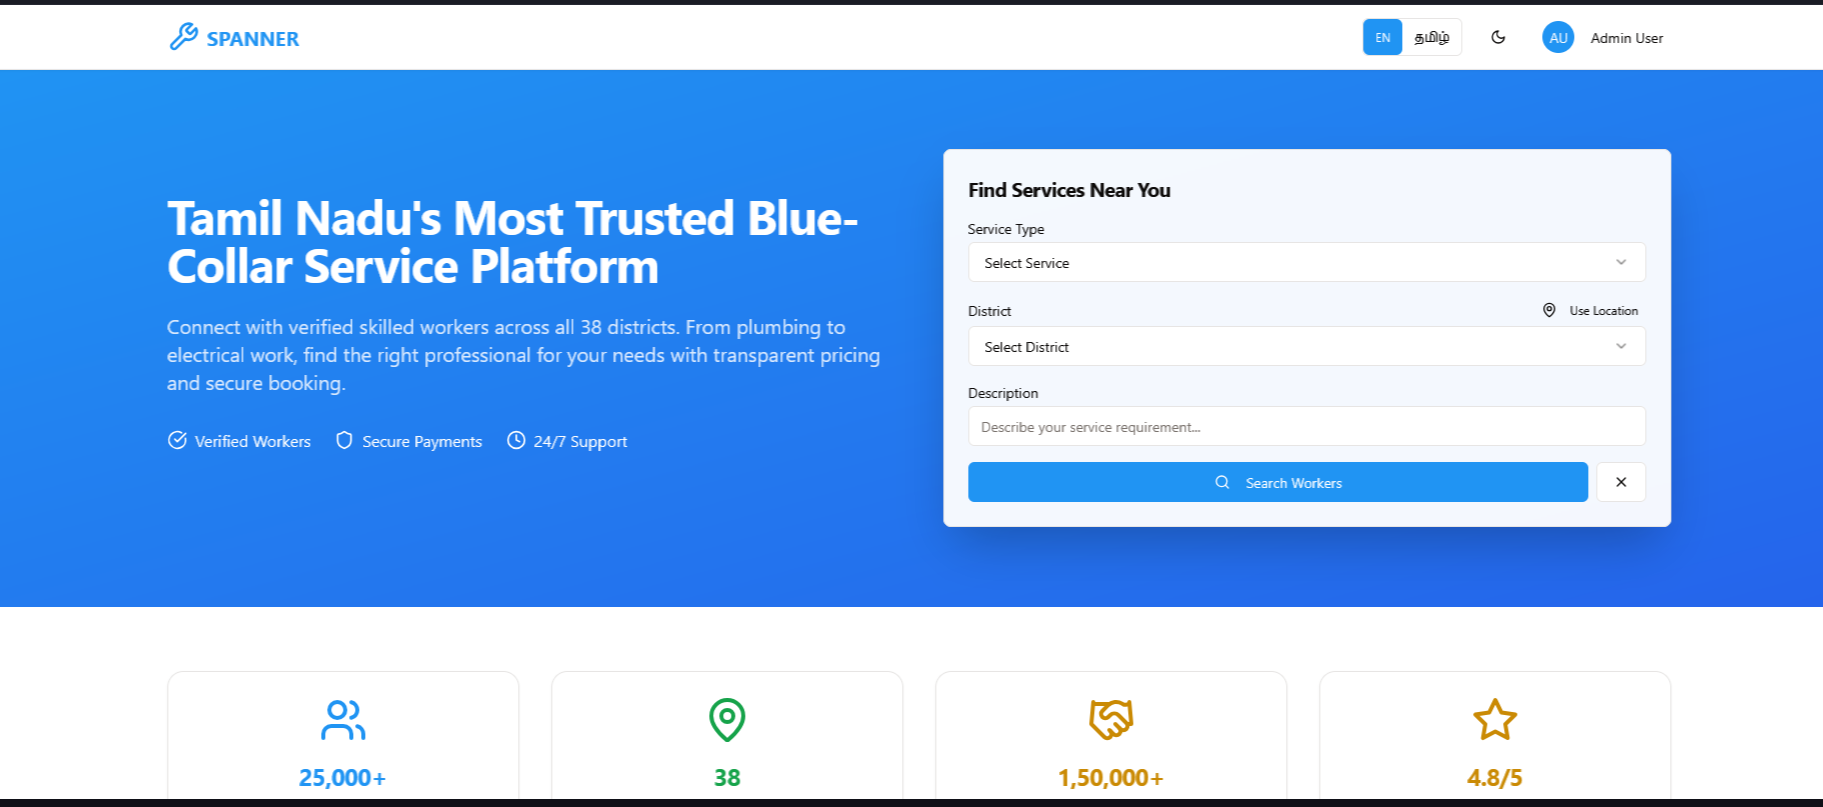 SPANNER
EN
தமிழ்
AU
Admin User
Tamil Nadu's Most Trusted Blue-
Collar Service Platform
Connect with verified skilled workers across all 38 districts. From plumbing to
electrical work, find the right professional for your needs with transparent pricing
and secure booking.
Verified Workers
Secure Payments
24/7 Support
Find Services Near You
Service Type
Select Service
District
Use Location
Select District
Description
Describe your service requirement...
Search Workers
25,000+
38
1,50,000+
4.8/5